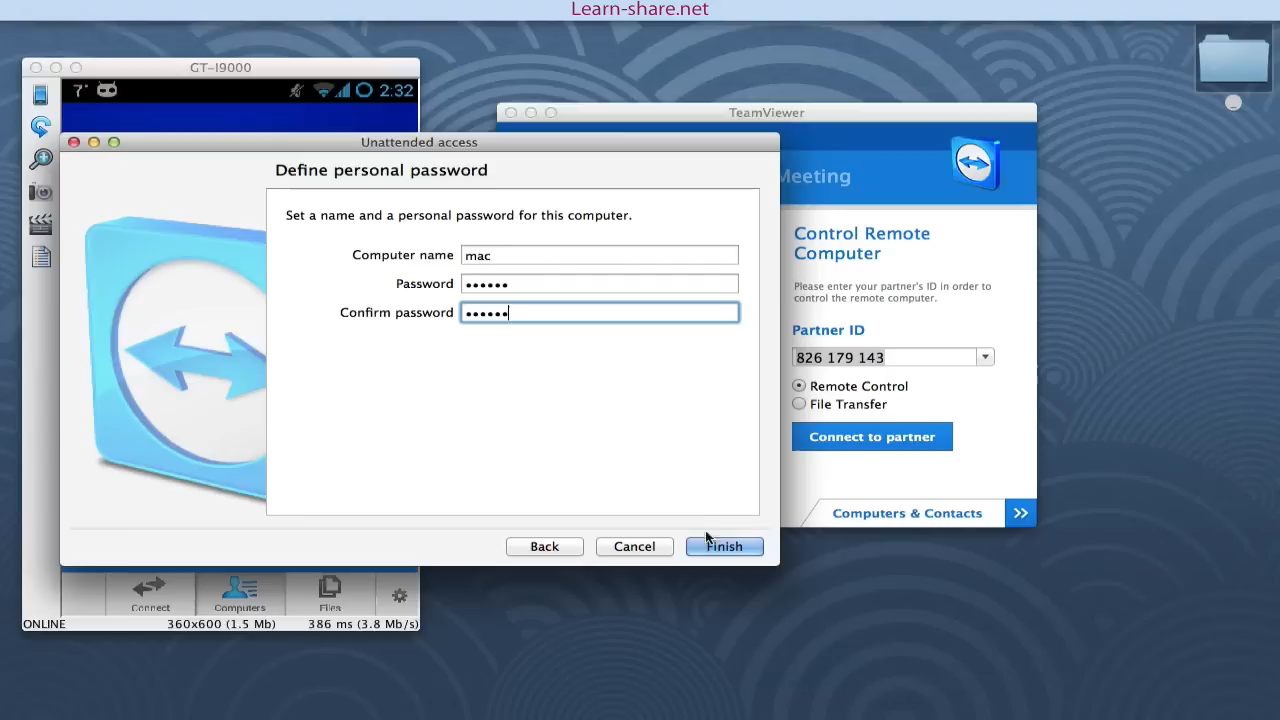 Learn-share.net
GT-I9000
7°
2:32
TeamViewer
Unattended access
Define personal password
Meeting
Set a name and a personal password for this computer.
Control Remote
Computer
Computer name mac
Password ••••••
Please enter your partner's ID in order to
control the remote computer.
Confirm password ••••••
Partner ID
826 179 143
Remote Control
File Transfer
Connect to partner
Computers & Contacts
Back Cancel Finish
Connect Computers Files
ONLINE 360x600 (1.5 Mb) 386 ms (3.8 Mb/s)